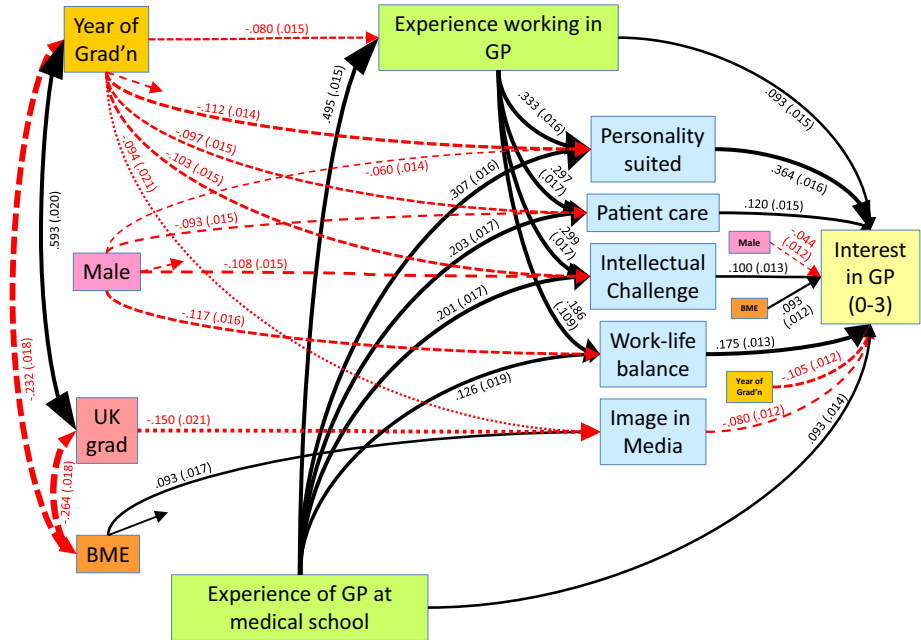 Year of
Grad’n
-.080 (.015)
Experience working in
GP
.495 (.015)
.093
(.015)
-.112 (.014)
.333 (.016)
-.097 (.015)
-.103 (.015)
.094 (.021)
-.060 (.014)
.307 (.016)
.297
(.017)
Personality
suited
.364 (.016)
.593 (.020)
-.093 (.015)
.203 (.017)
.299
(.017)
Patient care
.120 (.015)
Male
-.044
(.012)
Interest
in GP
(0-3)
Male
-.108 (.015)
.201 (.017)
Intellectual
Challenge
.100 (.013)
BME
.093
(.012)
-.117 (.016)
.186
(.109)
Work-life
balance
.175 (.013)
-.232 (.018)
.126 (.019)
Year of
Grad’n
-.105 (.012)
UK
grad
-.150 (.021)
Image in
Media
-.080 (.012)
.093 (.014)
-.264 (.018)
.093 (.017)
BME
Experience of GP at
medical school